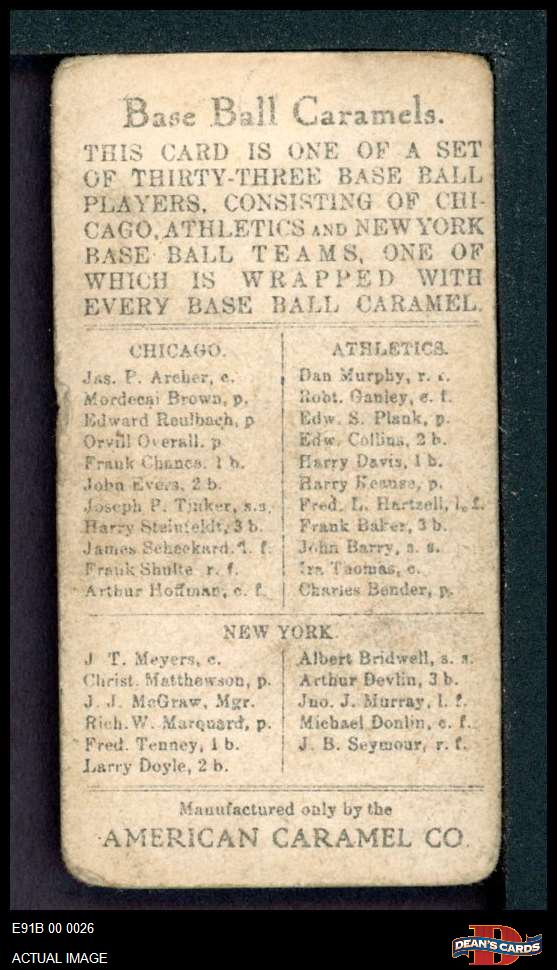 Base Ball Caramels.
THIS CARD IS ONE OF A SET
OF THIRTY-THREE BASE BALL
PLAYERS, CONSISTING OF CHI-
CAGO, ATHLETICS AND NEW YORK
BASE BALL TEAMS, ONE OF
WHICH IS WRAPPED WITH
EVERY BASE BALL CARAMEL.
CHICAGO.
Jas. P. Archer, c.
Mordecai Brown, p.
Edward Reulbach, p
Orvill Overall, p
Frank Chance, 1 b.
John Evers, 2 b.
Joseph P. Tinker, s.s.
Harry Steinfeldt, 3 b.
James Scheckard, l. f.
Frank Shulte r. f.
Arthur Hoffman, c. f.
ATHLETICS.
Dan Murphy, r. f.
Robt. Ganley, c. f.
Edw. S. Plank, p.
Edw. Collins, 2 b.
Harry Davis, 1 b.
Harry Krause, p.
Fred. L. Hartzell, l. f.
Frank Baker, 3 b.
John Barry, s. s.
Ira Thomas, c.
Charles Bender, p.
NEW YORK.
J T. Meyers, c.
Christ. Matthewson, p.
J. J. McGraw, Mgr.
Rich. W. Marquard, p.
Fred. Tenney, 1 b.
Larry Doyle, 2 b.
Albert Bridwell, s. s.
Arthur Devlin, 3 b.
Jno. J. Murray, l. f.
Michael Donlin, c. f.
J. B. Seymour, r. f.
Manufactured only by the
AMERICAN CARAMEL CO.
E91B 00 0026
ACTUAL IMAGE
D
DEAN'S CARDS